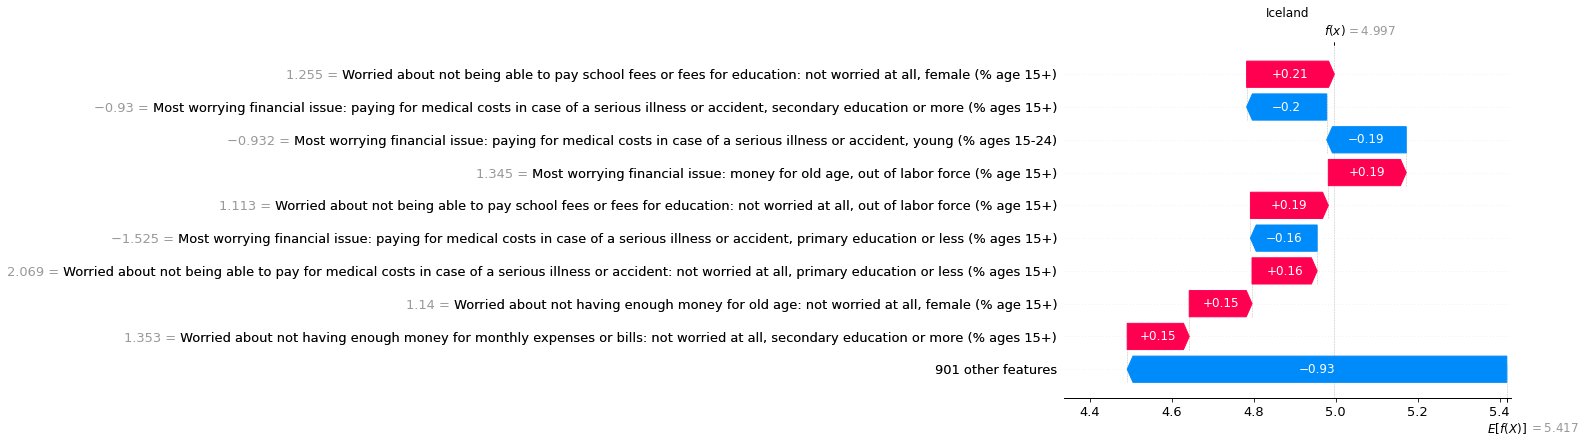 Iceland
f(x) = 4.997
1.255 = Worried about not being able to pay school fees or fees for education: not worried at all, female (% age 15+)
+0.21
−0.93 = Most worrying financial issue: paying for medical costs in case of a serious illness or accident, secondary education or more (% ages 15+)
−0.2
−0.932 = Most worrying financial issue: paying for medical costs in case of a serious illness or accident, young (% ages 15-24)
−0.19
1.345 = Most worrying financial issue: money for old age, out of labor force (% age 15+)
+0.19
1.113 = Worried about not being able to pay school fees or fees for education: not worried at all, out of labor force (% age 15+)
+0.19
−1.525 = Most worrying financial issue: paying for medical costs in case of a serious illness or accident, primary education or less (% ages 15+)
−0.16
2.069 = Worried about not being able to pay for medical costs in case of a serious illness or accident: not worried at all, primary education or less (% ages 15+)
+0.16
1.14 = Worried about not having enough money for old age: not worried at all, female (% age 15+)
+0.15
1.353 = Worried about not having enough money for monthly expenses or bills: not worried at all, secondary education or more (% ages 15+)
+0.15
901 other features
−0.93
4.4 4.6 4.8 5.0 5.2 5.4
E[f(X)] = 5.417